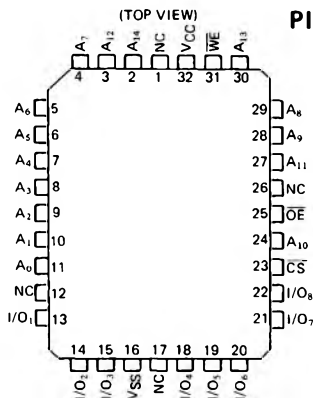 (TOP VIEW)
PI
A7 A12 A14 NC VCC W̅E̅ A13
4 3 2 1 32 31 30
A6 5 29 A8
A5 6 28 A9
A4 7 27 A11
A3 8 26 NC
A2 9 25 O̅E̅
A1 10 24 A10
A0 11 23 C̅S̅
NC 12 22 I/O8
I/O1 13 21 I/O7
14 15 16 17 18 19 20
I/O2 I/O3 VSS NC I/O4 I/O5 I/O6